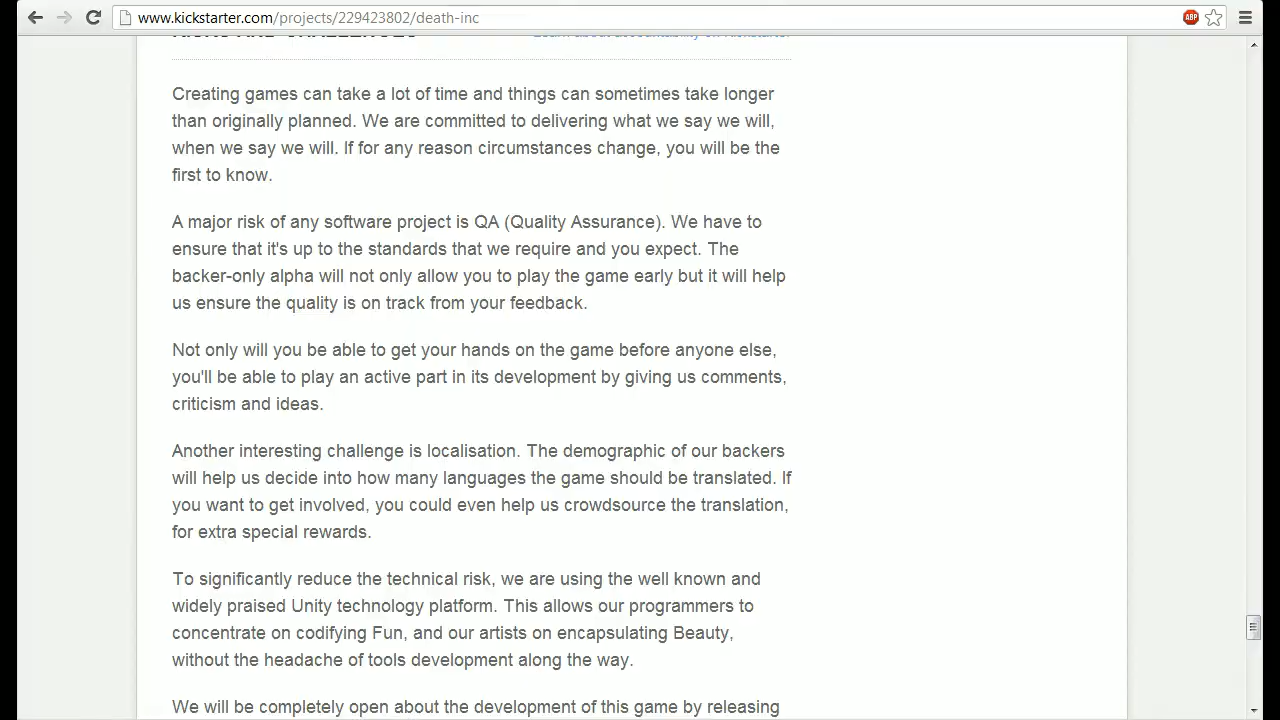 www.kickstarter.com/projects/229423802/death-inc
ABP
RISKS AND CHALLENGES
Learn about accountability on Kickstarter
Creating games can take a lot of time and things can sometimes take longer
than originally planned. We are committed to delivering what we say we will,
when we say we will. If for any reason circumstances change, you will be the
first to know.
A major risk of any software project is QA (Quality Assurance). We have to
ensure that it's up to the standards that we require and you expect. The
backer-only alpha will not only allow you to play the game early but it will help
us ensure the quality is on track from your feedback.
Not only will you be able to get your hands on the game before anyone else,
you'll be able to play an active part in its development by giving us comments,
criticism and ideas.
Another interesting challenge is localisation. The demographic of our backers
will help us decide into how many languages the game should be translated. If
you want to get involved, you could even help us crowdsource the translation,
for extra special rewards.
To significantly reduce the technical risk, we are using the well known and
widely praised Unity technology platform. This allows our programmers to
concentrate on codifying Fun, and our artists on encapsulating Beauty,
without the headache of tools development along the way.
We will be completely open about the development of this game by releasing